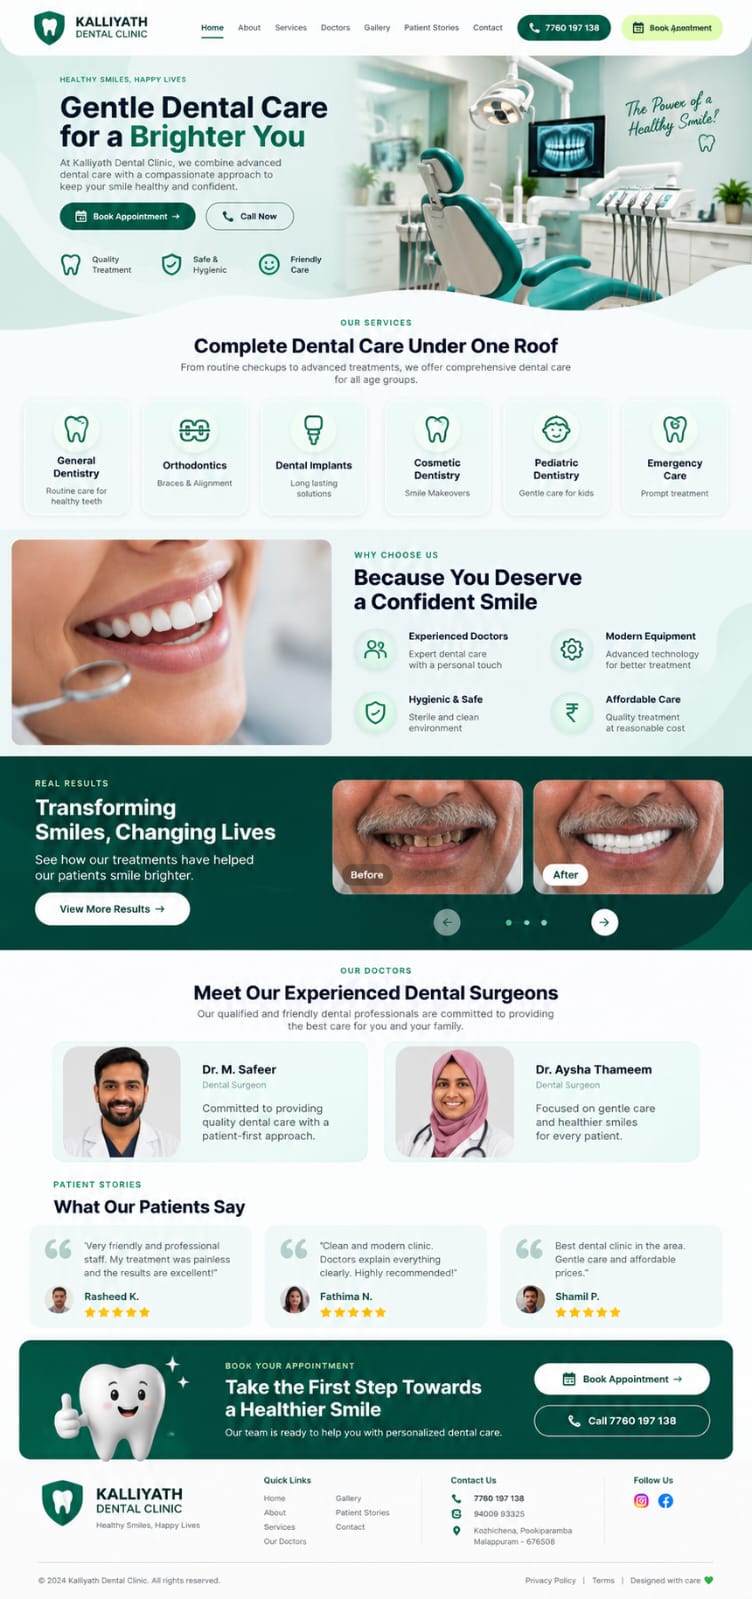 KALLIYATH
DENTAL CLINIC
Home
About
Services
Doctors
Gallery
Patient Stories
Contact
7760 197 138
Book
HEALTHY SMILES, HAPPY LIVES
Gentle Dental Care
for a Brighter You
At Kalliyath Dental Clinic, we combine advanced
dental care with a compassionate approach to
keep your smile healthy and confident.
Book Appointment →
Call Now
Quality
Treatment
Safe &
Hygienic
Friendly
Care
The Power of a
Healthy Smile!
OUR SERVICES
Complete Dental Care Under One Roof
From routine checkups to advanced treatments, we offer comprehensive dental care
for all age groups.
General
Dentistry
Routine care for
healthy teeth
Orthodontics
Braces & Alignment
Dental Implants
Long lasting
solutions
Cosmetic
Dentistry
Smile Makeovers
Pediatric
Dentistry
Gentle care for kids
Emergency
Care
Prompt treatment
WHY CHOOSE US
Because You Deserve
a Confident Smile
Experienced Doctors
Expert dental care
with a personal touch
Modern Equipment
Advanced technology
for better treatment
Hygienic & Safe
Sterile and clean
environment
₹
Affordable Care
Quality treatment
at reasonable cost
REAL RESULTS
Transforming
Smiles, Changing Lives
See how our treatments have helped
our patients smile brighter.
View More Results →
Before
After
← →
OUR DOCTORS
Meet Our Experienced Dental Surgeons
Our qualified and friendly dental professionals are committed to providing
the best care for you and your family.
Dr. M. Safeer
Dental Surgeon
Committed to providing
quality dental care with a
patient-first approach.
Dr. Aysha Thameem
Dental Surgeon
Focused on gentle care
and healthier smiles
for every patient.
PATIENT STORIES
What Our Patients Say
"Very friendly and professional
staff. My treatment was painless
and the results are excellent!"
Rasheed K.
"Clean and modern clinic.
Doctors explain everything
clearly. Highly recommended!"
Fathima N.
Best dental clinic in the area.
Gentle care and affordable
prices."
Shamil P.
BOOK YOUR APPOINTMENT
Take the First Step Towards
a Healthier Smile
Our team is ready to help you with personalized dental care.
Book Appointment →
Call 7760 197 138
KALLIYATH
DENTAL CLINIC
Healthy Smiles, Happy Lives
Quick Links
Home
About
Services
Our Doctors
Gallery
Patient Stories
Contact
Contact Us
7760 197 138
94009 93325
Kozhichena, Pookiparamba
Malappuram - 676508
Follow Us
© 2024 Kalliyath Dental Clinic. All rights reserved.
Privacy Policy | Terms | Designed with care